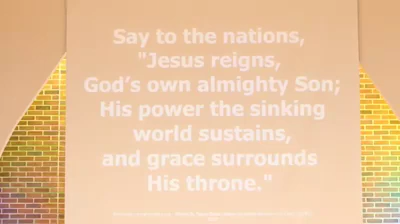 Say to the nations,
"Jesus reigns,
God's own almighty Son;
His power the sinking
world sustains,
and grace surrounds
His throne."